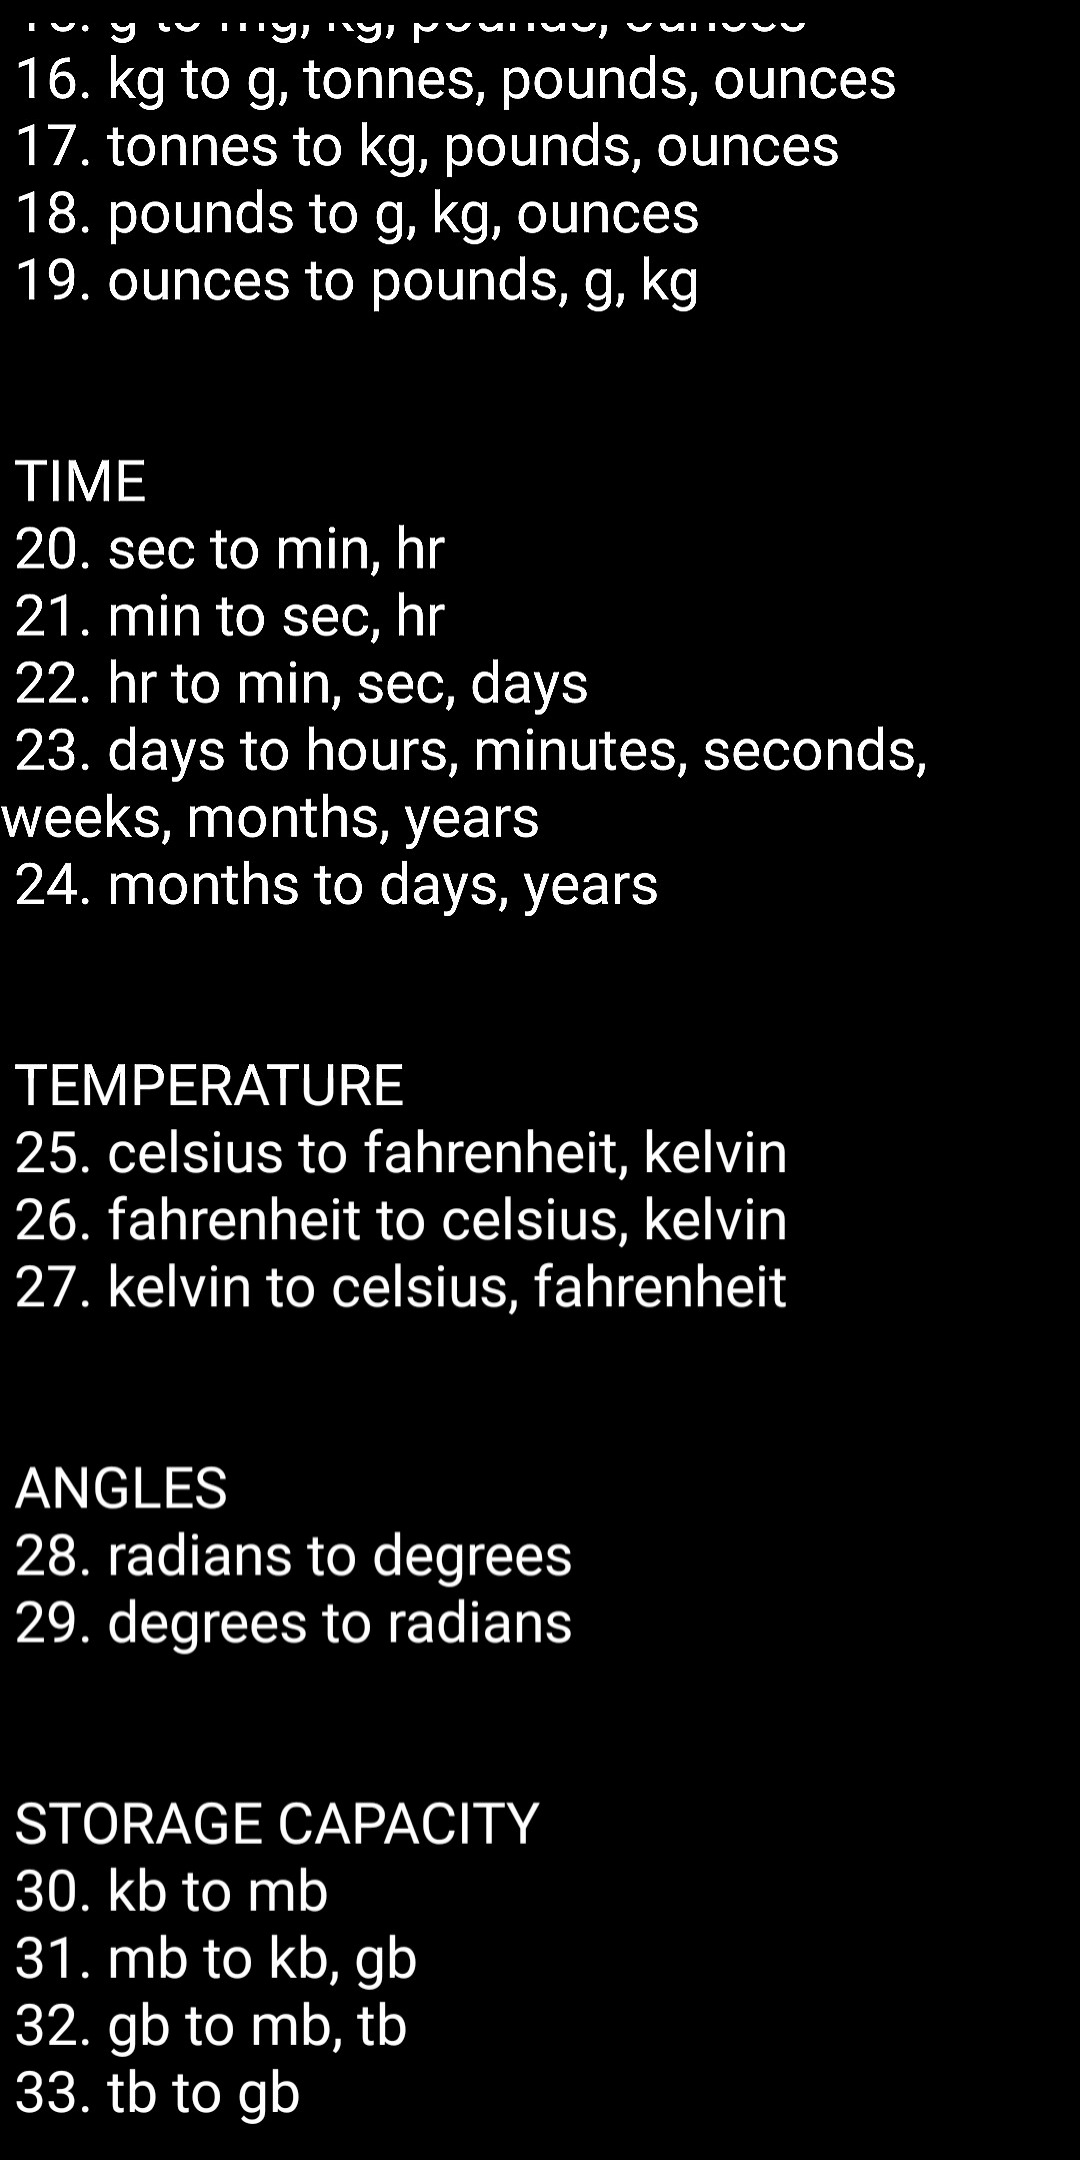 g to mg, kg, pounds, ounces
16. kg to g, tonnes, pounds, ounces
17. tonnes to kg, pounds, ounces
18. pounds to g, kg, ounces
19. ounces to pounds, g, kg
TIME
20. sec to min, hr
21. min to sec, hr
22. hr to min, sec, days
23. days to hours, minutes, seconds,
weeks, months, years
24. months to days, years
TEMPERATURE
25. celsius to fahrenheit, kelvin
26. fahrenheit to celsius, kelvin
27. kelvin to celsius, fahrenheit
ANGLES
28. radians to degrees
29. degrees to radians
STORAGE CAPACITY
30. kb to mb
31. mb to kb, gb
32. gb to mb, tb
33. tb to gb